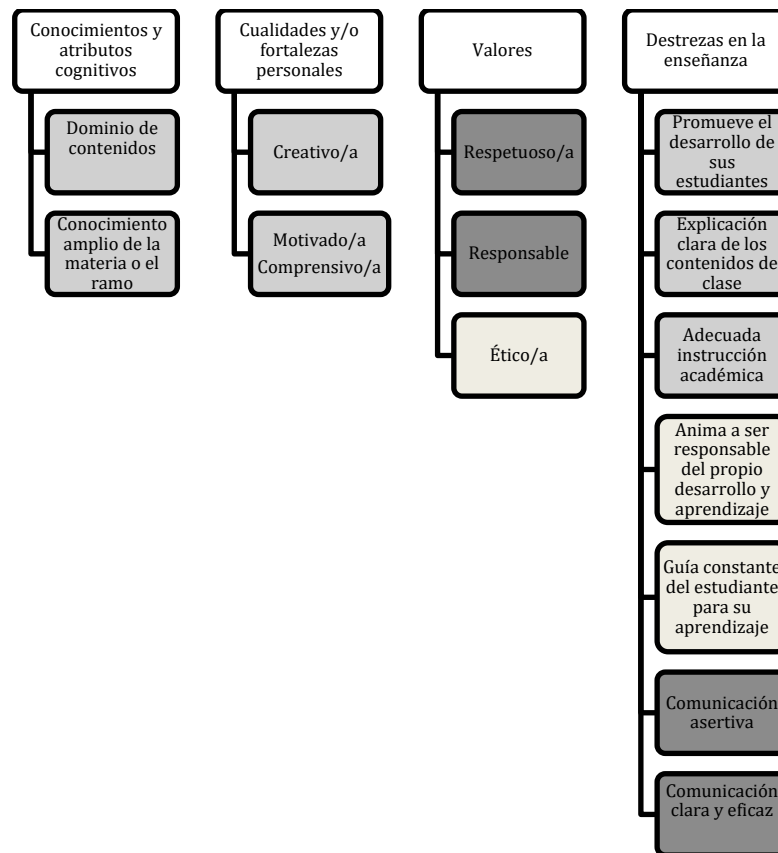 Conocimientos y
atributos
cognitivos
Dominio de
contenidos
Conocimiento
amplio de la
materia o el
ramo
Cualidades y/o
fortalezas
personales
Creativo/a
Motivado/a
Comprensivo/a
Valores
Respetuoso/a
Responsable
Ético/a
Destrezas en la
enseñanza
Promueve el
desarrollo de
sus
estudiantes
Explicación
clara de los
contenidos de
clase
Adecuada
instrucción
académica
Anima a ser
responsable
del propio
desarrollo y
aprendizaje
Guía constante
del estudiante
para su
aprendizaje
Comunicación
asertiva
Comunicación
clara y eficaz